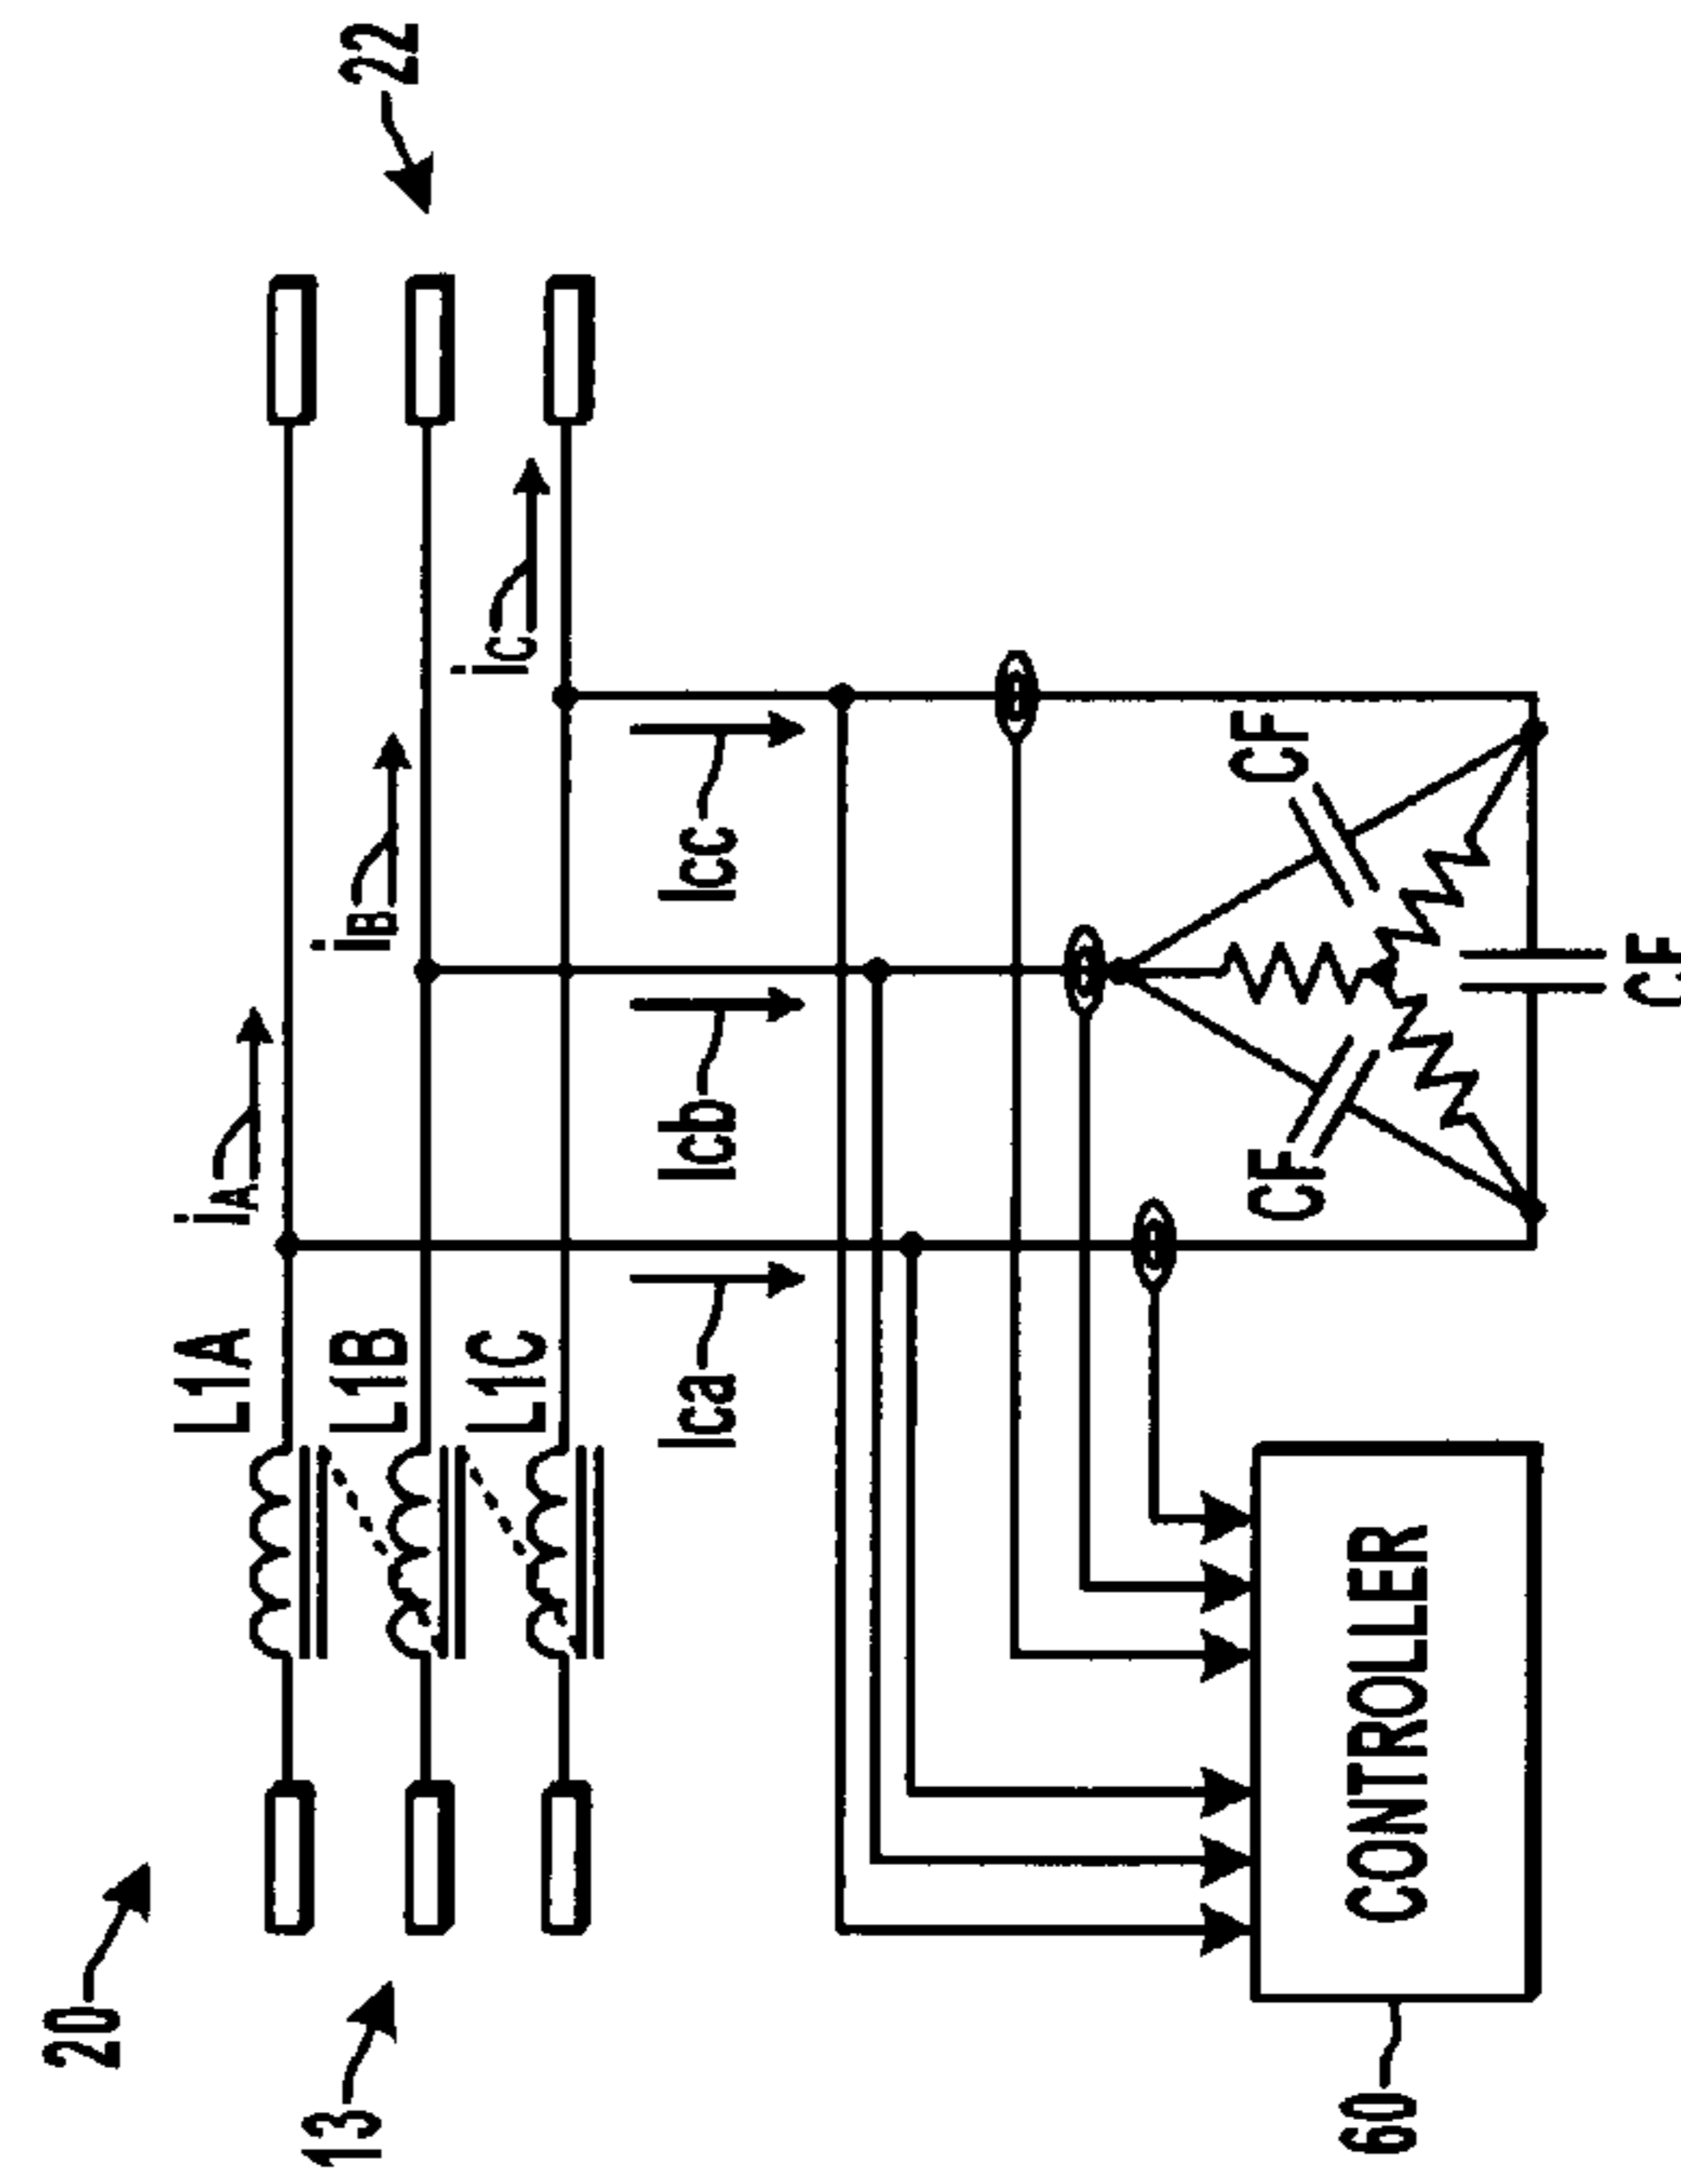 20
L1A
iA
13
L1B
iB
22
L1C
iC
Ica
Icb
Icc
CF
CF
60
CONTROLLER
CF